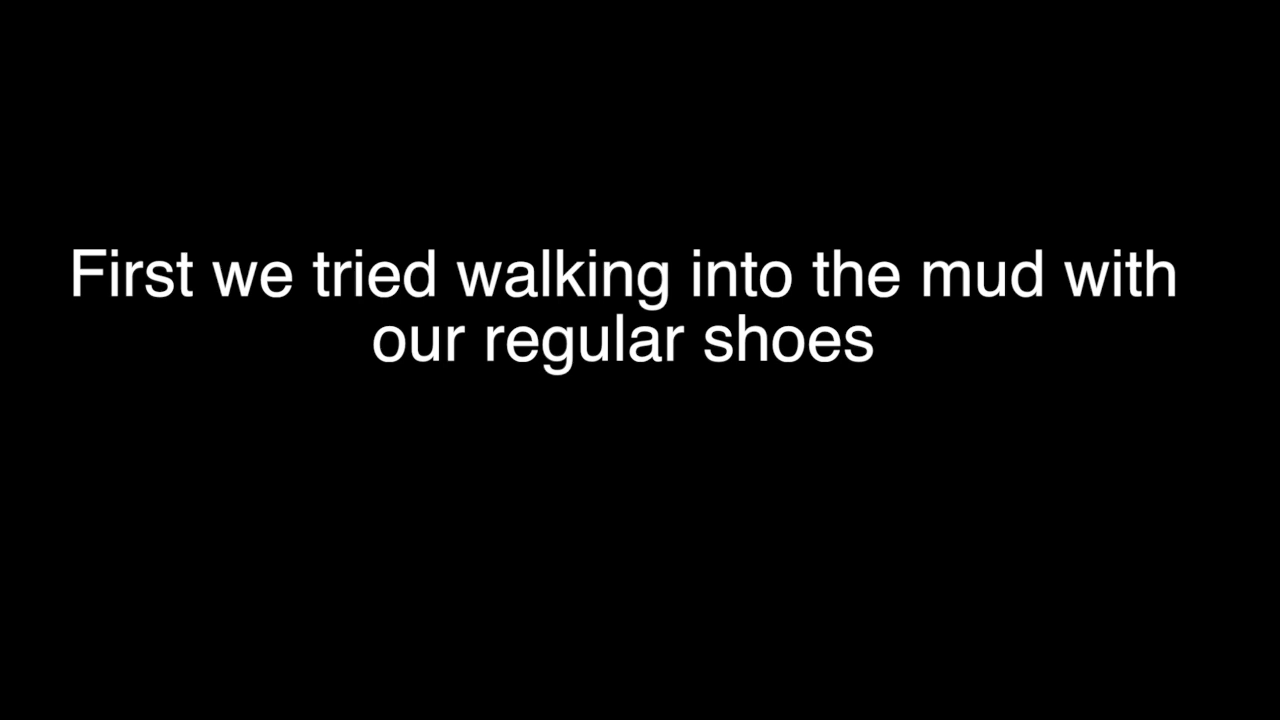 First we tried walking into the mud with
our regular shoes